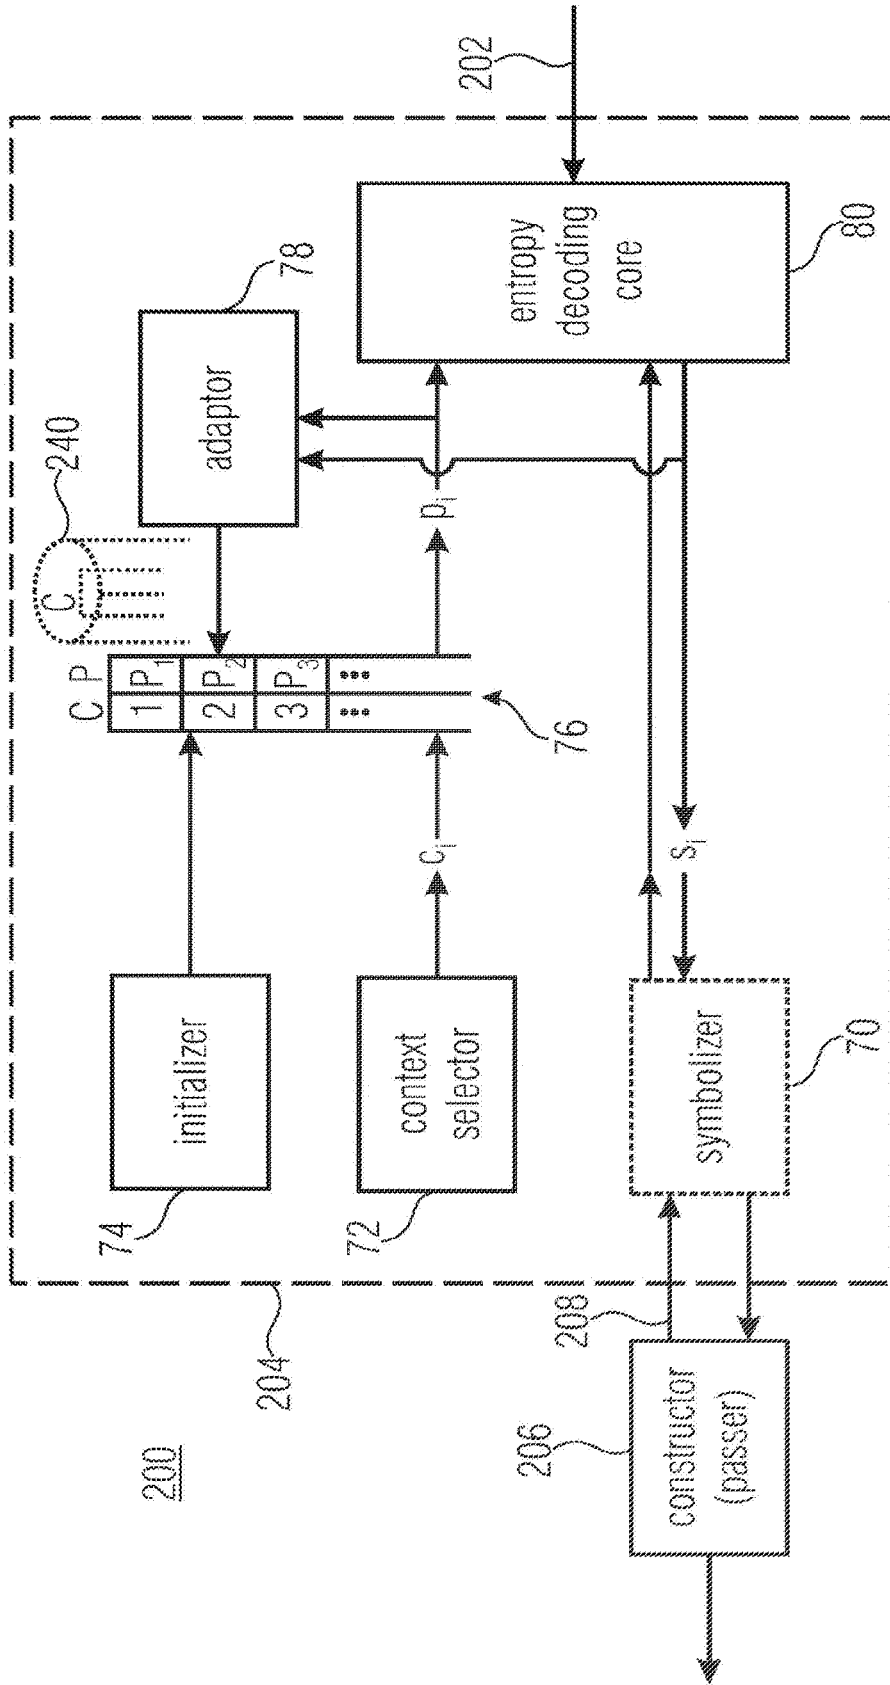 200
204
74
initializer
C P
1 P1
2 P2
3 P3
... ...
240
C
adaptor
78
72
context
selector
ci
76
pi
entropy
decoding
core
80
202
206
constructor
(passer)
208
symbolizer
70
si